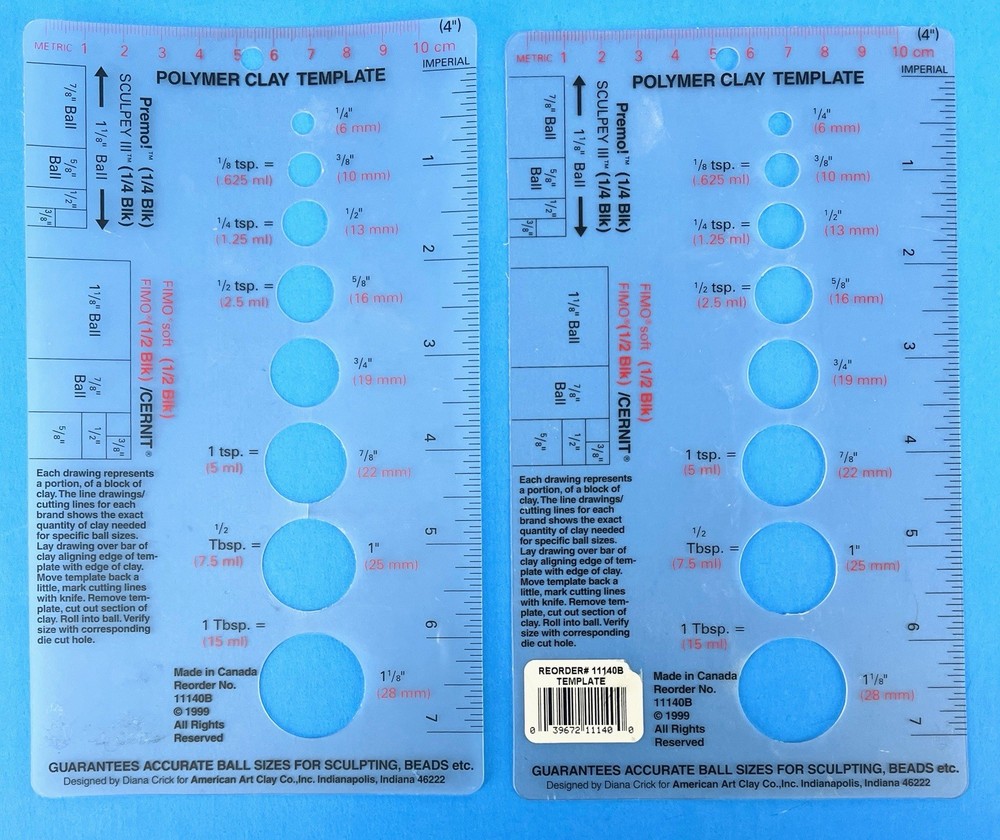 (4")
METRIC 1 2 3 4 5 6 7 8 9 10 cm
IMPERIAL
POLYMER CLAY TEMPLATE
7/8" Ball
5/8" Ball
1/2"
3/8"
1 1/8" Ball
SCULPEY III™ (1/4 Blk)
Premo!™ (1/4 Blk)
1/4"
(6 mm)
1/8 tsp. =
(.625 ml)
3/8"
(10 mm)
1/4 tsp. =
(1.25 ml)
1/2"
(13 mm)
1/2 tsp. =
(2.5 ml)
5/8"
(16 mm)
3/4"
(19 mm)
1 tsp. =
(5 ml)
7/8"
(22 mm)
1/2
Tbsp. =
(7.5 ml)
1"
(25 mm)
1 Tbsp. =
(15 ml)
1 1/8"
(28 mm)
1
2
3
4
5
6
7
1 1/8" Ball
7/8" Ball
5/8"
1/2"
3/8"
FIMO®soft (1/2 Blk)
FIMO®(1/2 Blk) /CERNIT®
Each drawing represents
a portion, of a block of
clay. The line drawings/
cutting lines for each
brand shows the exact
quantity of clay needed
for specific ball sizes.
Lay drawing over bar of
clay aligning edge of tem-
plate with edge of clay.
Move template back a
little, mark cutting lines
with knife. Remove tem-
plate, cut out section of
clay. Roll into ball. Verify
size with corresponding
die cut hole.
Made in Canada
Reorder No.
11140B
© 1999
All Rights
Reserved
GUARANTEES ACCURATE BALL SIZES FOR SCULPTING, BEADS etc.
Designed by Diana Crick for American Art Clay Co.,Inc. Indianapolis, Indiana 46222
(4")
METRIC 1 2 3 4 5 6 7 8 9 10 cm
IMPERIAL
POLYMER CLAY TEMPLATE
7/8" Ball
5/8" Ball
1/2"
3/8"
1 1/8" Ball
SCULPEY III™ (1/4 Blk)
Premo!™ (1/4 Blk)
1/4"
(6 mm)
1/8 tsp. =
(.625 ml)
3/8"
(10 mm)
1/4 tsp. =
(1.25 ml)
1/2"
(13 mm)
1/2 tsp. =
(2.5 ml)
5/8"
(16 mm)
3/4"
(19 mm)
1 tsp. =
(5 ml)
7/8"
(22 mm)
1/2
Tbsp. =
(7.5 ml)
1"
(25 mm)
1 Tbsp. =
(15 ml)
1 1/8"
(28 mm)
1
2
3
4
5
6
7
1 1/8" Ball
7/8" Ball
5/8"
1/2"
3/8"
FIMO®soft (1/2 Blk)
FIMO®(1/2 Blk) /CERNIT®
Each drawing represents
a portion, of a block of
clay. The line drawings/
cutting lines for each
brand shows the exact
quantity of clay needed
for specific ball sizes.
Lay drawing over bar of
clay aligning edge of tem-
plate with edge of clay.
Move template back a
little, mark cutting lines
with knife. Remove tem-
plate, cut out section of
clay. Roll into ball. Verify
size with corresponding
die cut hole.
REORDER# 11140B
TEMPLATE
0 39672 11140 0
Made in Canada
Reorder No.
11140B
© 1999
All Rights
Reserved
GUARANTEES ACCURATE BALL SIZES FOR SCULPTING, BEADS etc.
Designed by Diana Crick for American Art Clay Co.,Inc. Indianapolis, Indiana 46222